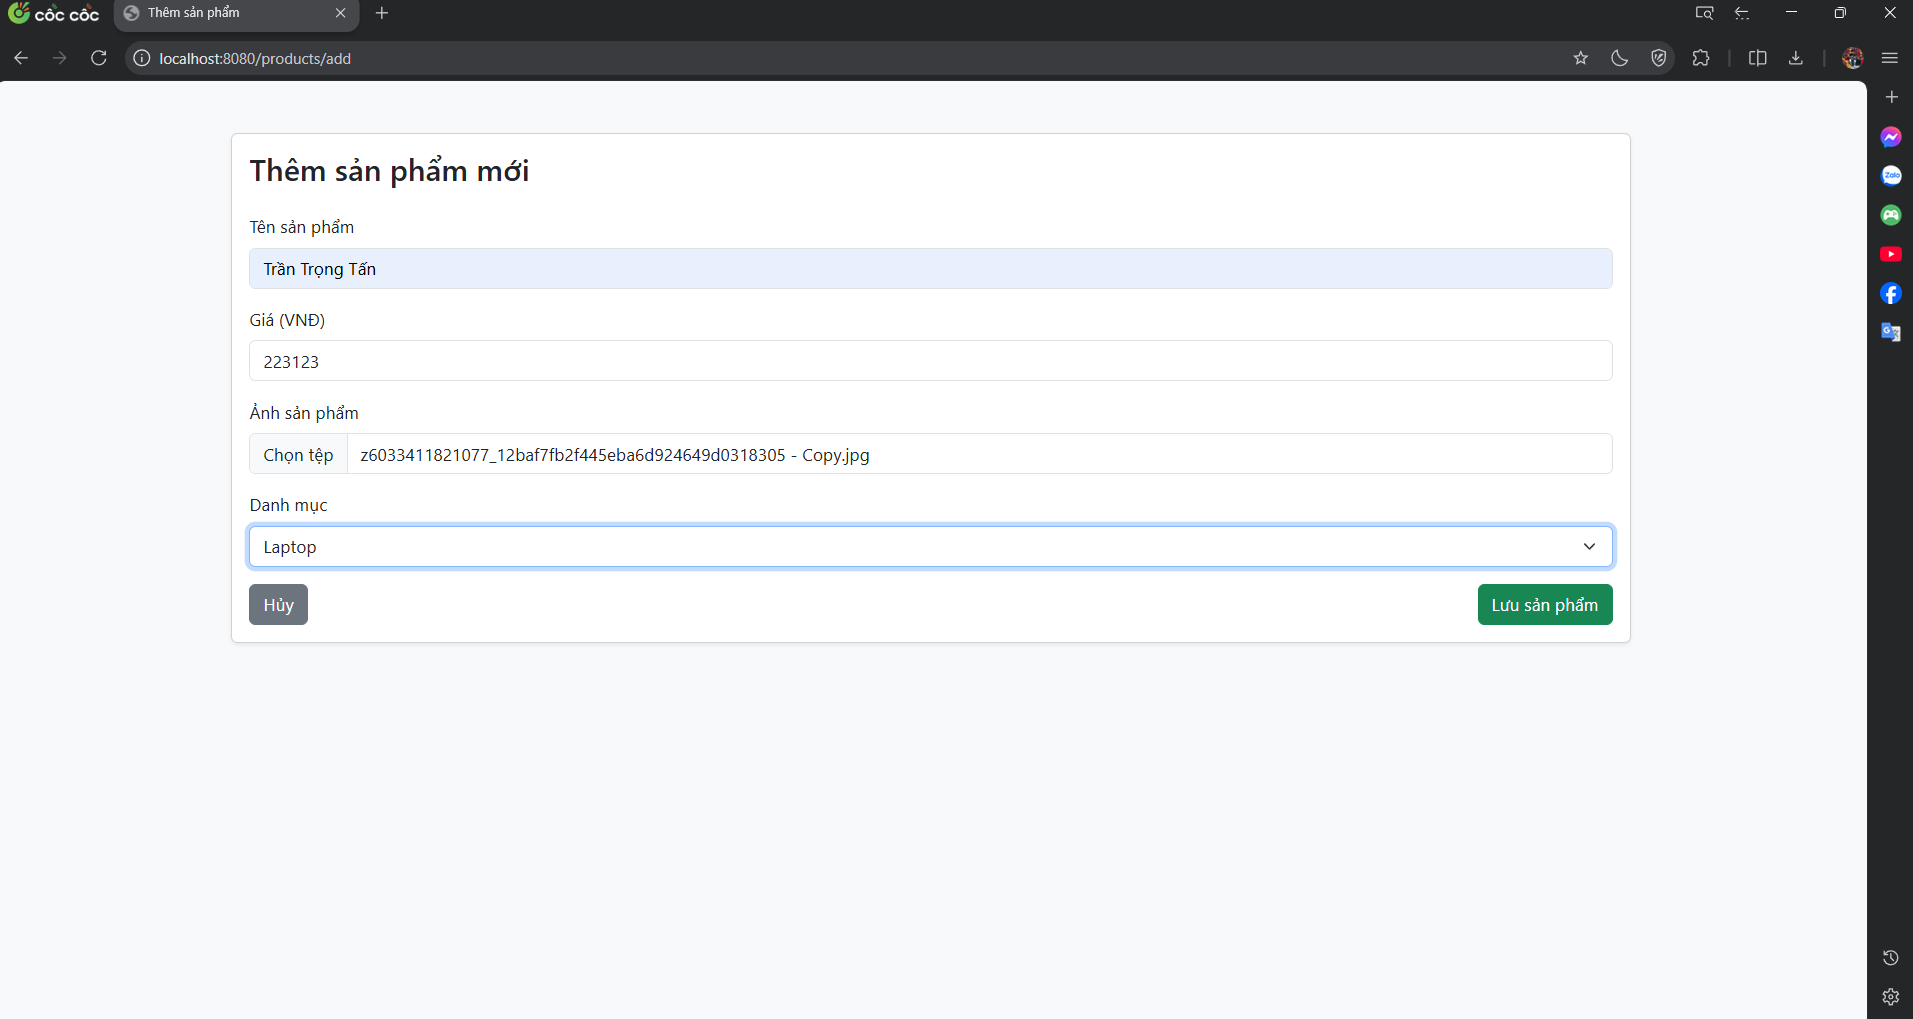 cốc cốc
Thêm sản phẩm
localhost:8080/products/add
Zalo
Thêm sản phẩm mới
Tên sản phẩm
Trần Trọng Tấn
Giá (VNĐ)
223123
Ảnh sản phẩm
Chọn tệp z6033411821077_12baf7fb2f445eba6d924649d0318305 - Copy.jpg
Danh mục
Laptop
Hủy
Lưu sản phẩm